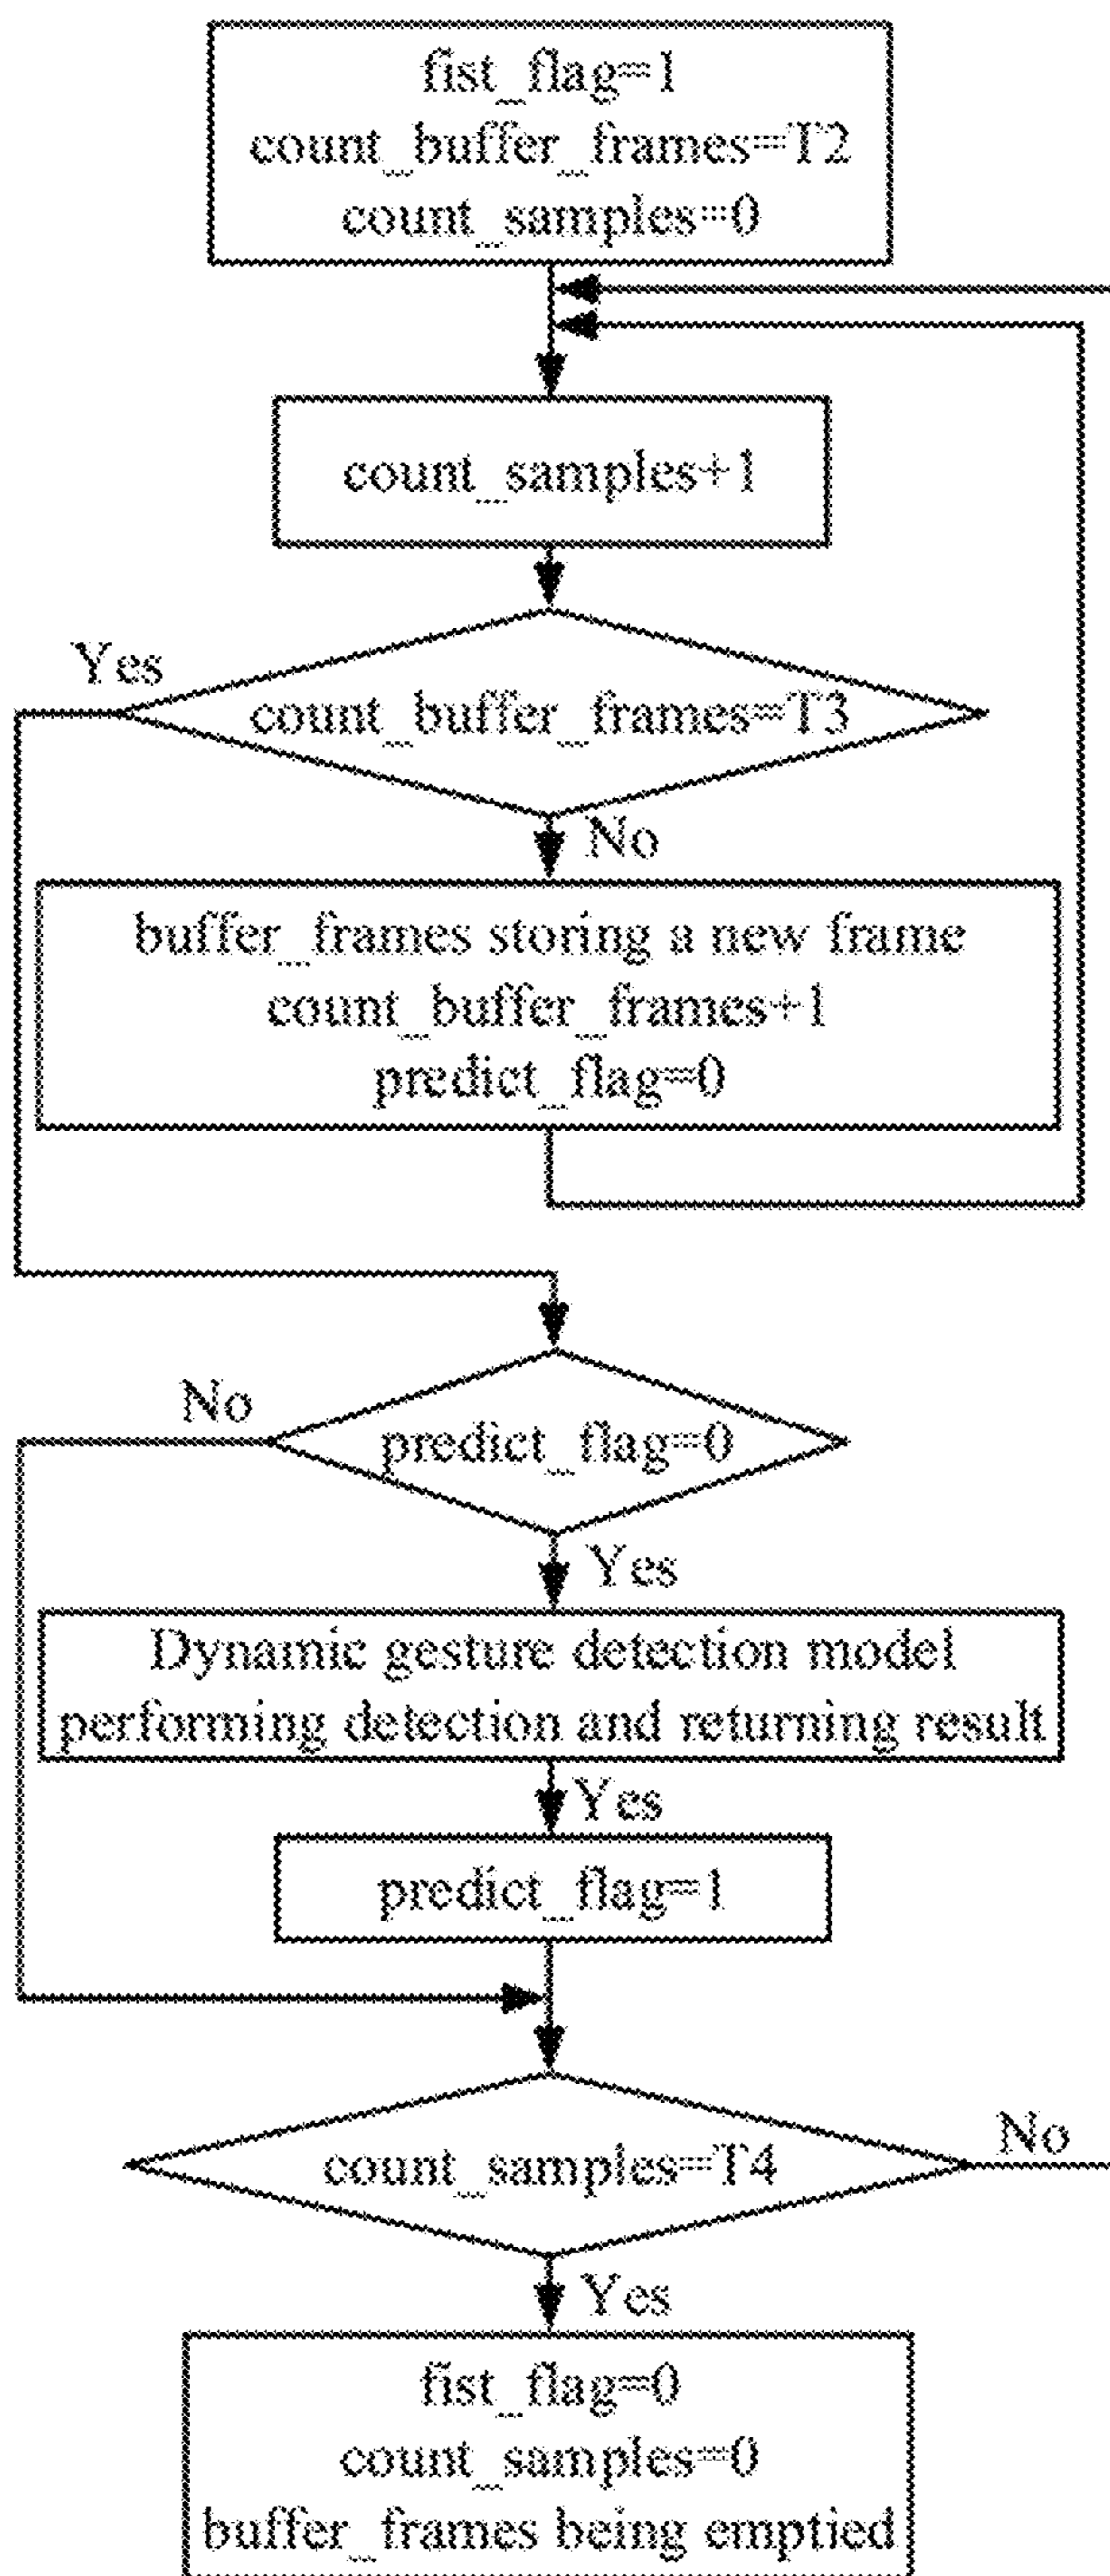 fist_flag=1
count_buffer_frames=T2
count_samples=0
count_samples+1
Yes
count_buffer_frames=T3
No
buffer_frames storing a new frame
count_buffer_frames+1
predict_flag=0
No
predict_flag=0
Yes
Dynamic gesture detection model
performing detection and returning result
Yes
predict_flag=1
No
count_samples=T4
Yes
fist_flag=0
count_samples=0
buffer_frames being emptied